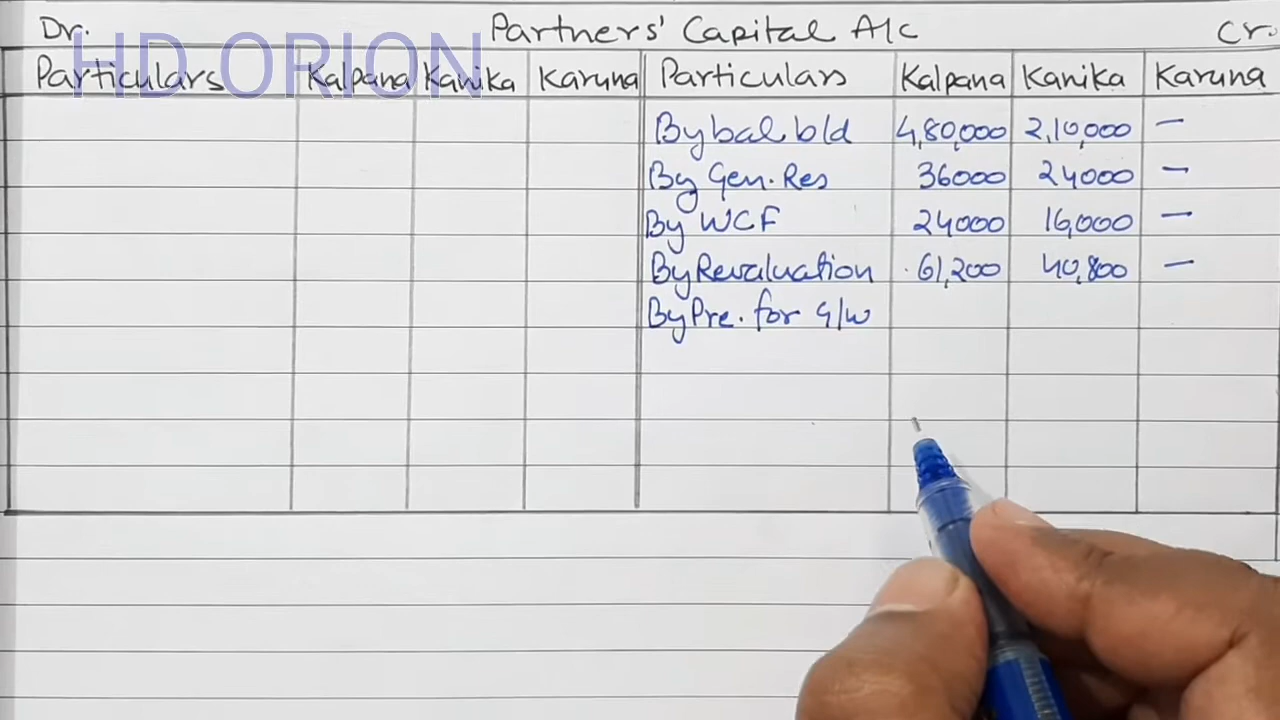 Dr. Partners' Capital A/c Cr.
HD ORION
Particulars Kalpana Kanika Karuna Particulars Kalpana Kanika Karuna
By bal b/d 4,80,000 2,10,000 —
By Gen. Res 36000 24000 —
By WCF 24000 16,000 —
By Revaluation 61,200 40,800 —
By Pre. for G/w